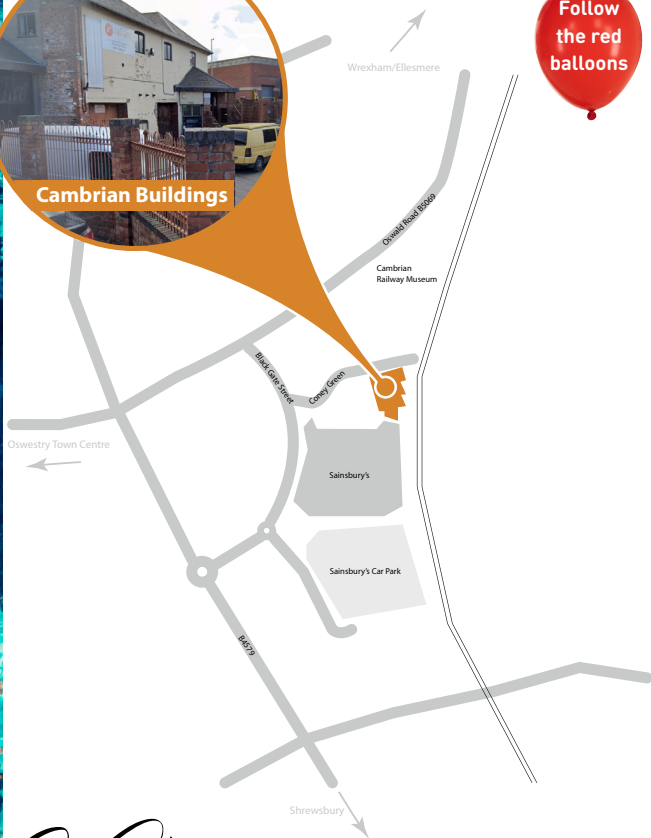 Follow
the red
balloons
Wrexham/Ellesmere
Cambrian Buildings
Oswald Road B5069
Cambrian
Railway Museum
Black Gate Street
Coney Green
Oswestry Town Centre
Sainsbury's
Sainsbury's Car Park
B4579
Shrewsbury